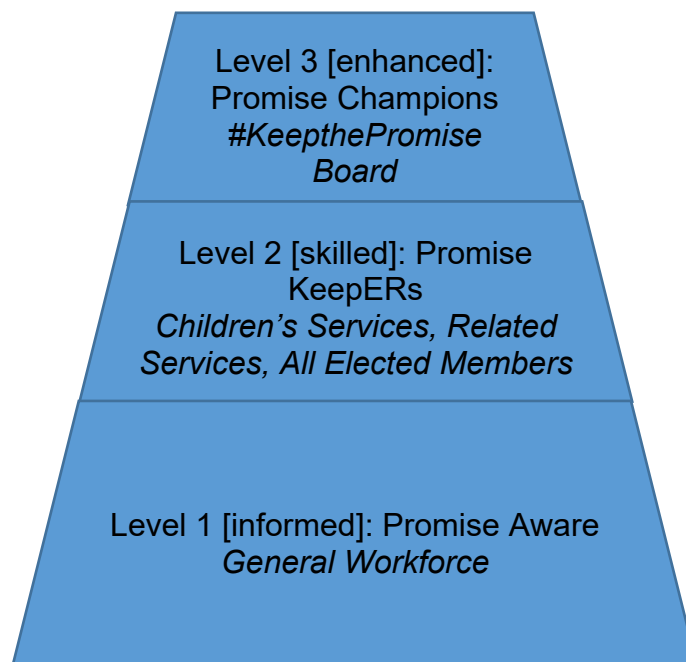 Level 3 [enhanced]:
Promise Champions
#KeepthePromise
Board
Level 2 [skilled]: Promise
KeepERs
Children’s Services, Related
Services, All Elected Members
Level 1 [informed]: Promise Aware
General Workforce